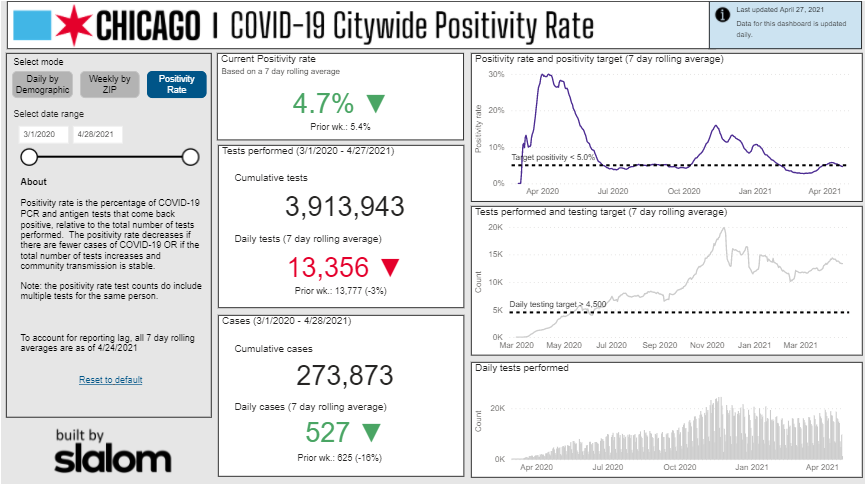 CHICAGO | COVID-19 Citywide Positivity Rate
Last updated April 27, 2021
Data for this dashboard is updated
daily.
Select mode
Daily by
Demographic
Weekly by
ZIP
Positivity
Rate
Select date range
3/1/2020
4/28/2021
About
Positivity rate is the percentage of COVID-19
PCR and antigen tests that come back
positive, relative to the total number of tests
performed. The positivity rate decreases if
there are fewer cases of COVID-19 OR if the
total number of tests increases and
community transmission is stable.
Note: the positivity rate test counts do include
multiple tests for the same person.
To account for reporting lag, all 7 day rolling
averages are as of 4/24/2021
Reset to default
built by
slalom
Current Positivity rate
Based on a 7 day rolling average
4.7% ▼
Prior wk.: 5.4%
Tests performed (3/1/2020 - 4/27/2021)
Cumulative tests
3,913,943
Daily tests (7 day rolling average)
13,356 ▼
Prior wk.: 13,777 (-3%)
Cases (3/1/2020 - 4/28/2021)
Cumulative cases
273,873
Daily cases (7 day rolling average)
527 ▼
Prior wk.: 625 (-16%)
Positivity rate and positivity target (7 day rolling average)
Positivity rate
30%
20%
10%
0%
Target positivity < 5.0%
Apr 2020
Jul 2020
Oct 2020
Jan 2021
Apr 2021
Tests performed and testing target (7 day rolling average)
Count
20K
15K
10K
5K
0K
Daily testing target ≥ 4,500
Mar 2020
May 2020
Jul 2020
Sep 2020
Nov 2020
Jan 2021
Mar 2021
Daily tests performed
Count
20K
0K
Apr 2020
Jul 2020
Oct 2020
Jan 2021
Apr 2021